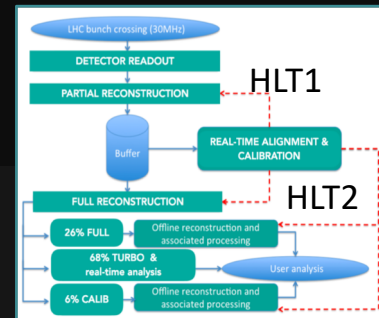 LHC bunch crossing (30MHz)
DETECTOR READOUT
HLT1
PARTIAL RECONSTRUCTION
Buffer
REAL-TIME ALIGNMENT &
CALIBRATION
HLT2
FULL RECONSTRUCTION
26% FULL
Offline reconstruction and
associated processing
68% TURBO &
real-time analysis
User analysis
6% CALIB
Offline reconstruction and
associated processing